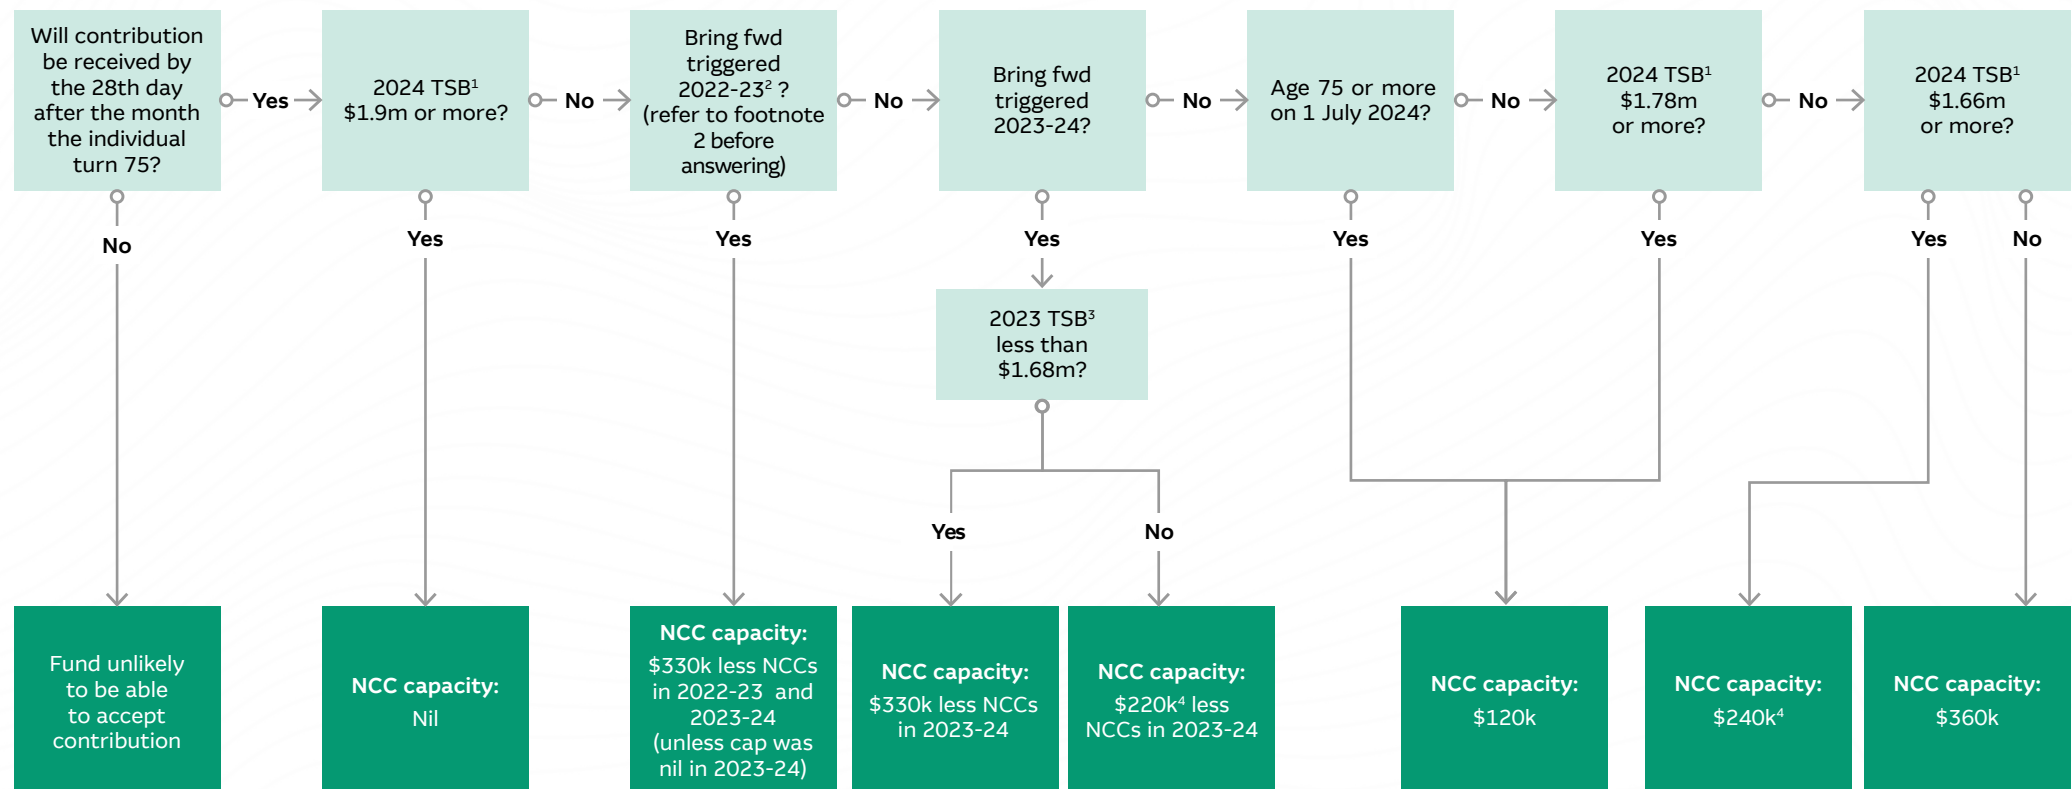 Will contribution
be received by
the 28th day
after the month
the individual
turn 75?
Yes
2024 TSB¹
$1.9m or more?
No
Bring fwd
triggered
2022-23² ?
(refer to footnote
2 before
answering)
No
Bring fwd
triggered
2023-24?
No
Age 75 or more
on 1 July 2024?
No
2024 TSB¹
$1.78m
or more?
No
2024 TSB¹
$1.66m
or more?
No
Yes
Yes
Yes
Yes
Yes
Yes
No
2023 TSB³
less than
$1.68m?
Yes
No
Fund unlikely
to be able
to accept
contribution
NCC capacity:
Nil
NCC capacity:
$330k less NCCs
in 2022-23 and
2023-24
(unless cap was
nil in 2023-24)
NCC capacity:
$330k less NCCs
in 2023-24
NCC capacity:
$220k⁴ less
NCCs in 2023-24
NCC capacity:
$120k
NCC capacity:
$240k⁴
NCC capacity:
$360k